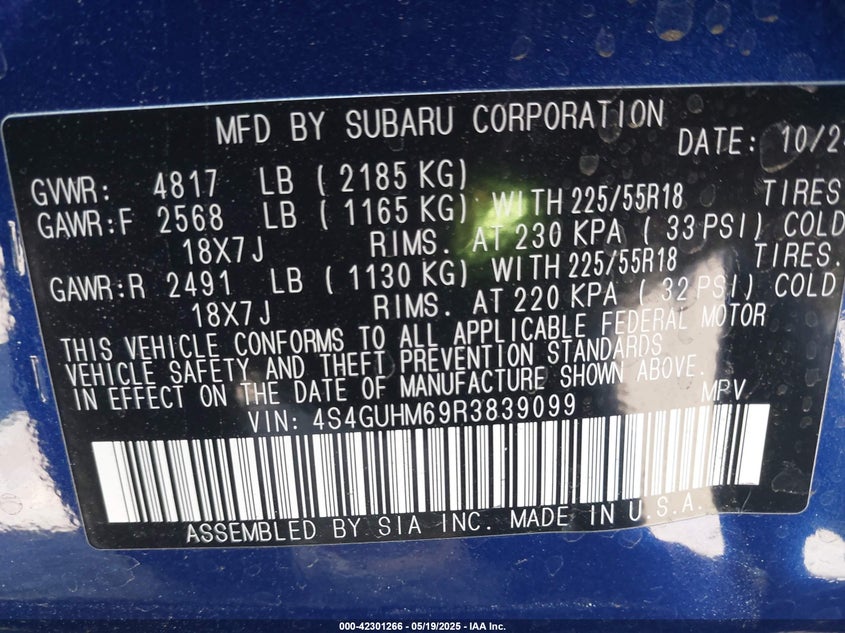 MFD BY SUBARU CORPORATION
DATE: 10/2
GVWR: 4817 LB ( 2185 KG)
GAWR:F 2568 LB ( 1165 KG) WITH 225/55R18 TIRES
18X7J RIMS. AT 230 KPA ( 33 PSI) COLD
GAWR:R 2491 LB ( 1130 KG) WITH 225/55R18 TIRES.
18X7J RIMS. AT 220 KPA ( 32 PSI) COLD
THIS VEHICLE CONFORMS TO ALL APPLICABLE FEDERAL MOTOR
VEHICLE SAFETY AND THEFT PREVENTION STANDARDS
IN EFFECT ON THE DATE OF MANUFACTURE SHOWN ABOVE.
VIN: 4S4GUHM69R3839099 MPV
ASSEMBLED BY SIA INC. MADE IN U.S.A.
000-42301266 - 05/19/2025 - IAA Inc.